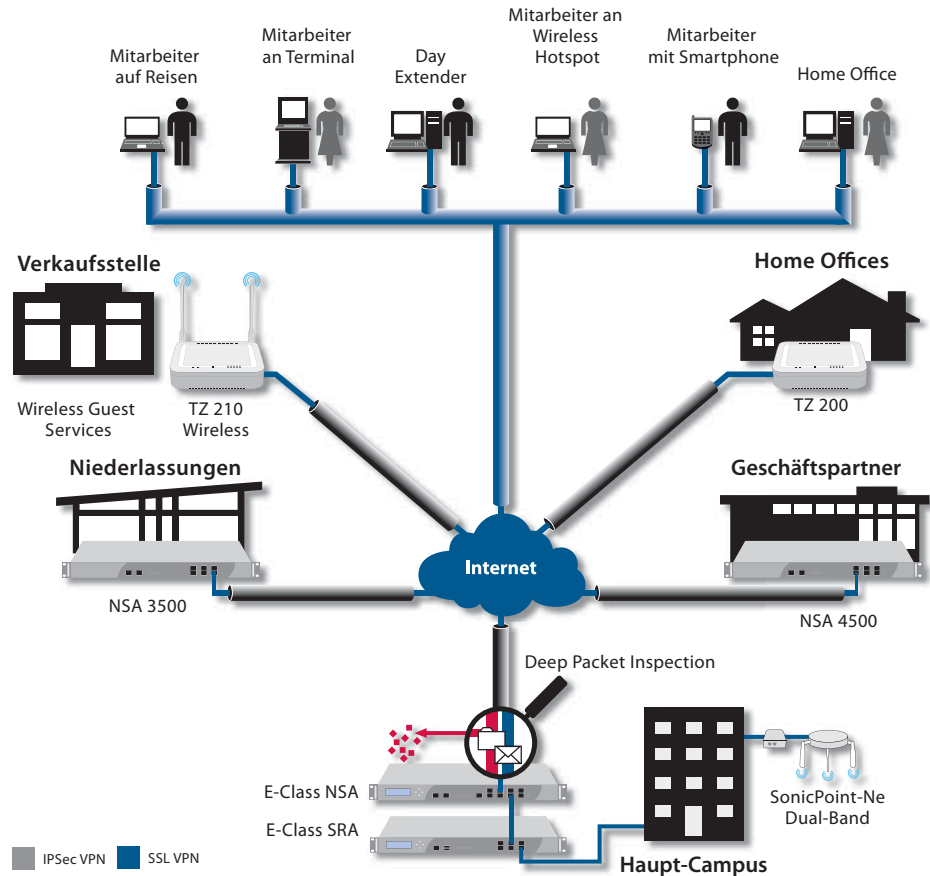 Mitarbeiter
auf Reisen
Mitarbeiter
an Terminal
Day
Extender
Mitarbeiter an
Wireless
Hotspot
Mitarbeiter
mit Smartphone
Home Office
Verkaufsstelle
Home Offices
Wireless Guest
Services
TZ 210
Wireless
TZ 200
Niederlassungen
Geschäftspartner
Internet
NSA 3500
NSA 4500
Deep Packet Inspection
E-Class NSA
E-Class SRA
SonicPoint-Ne
Dual-Band
Haupt-Campus
IPSec VPN
SSL VPN